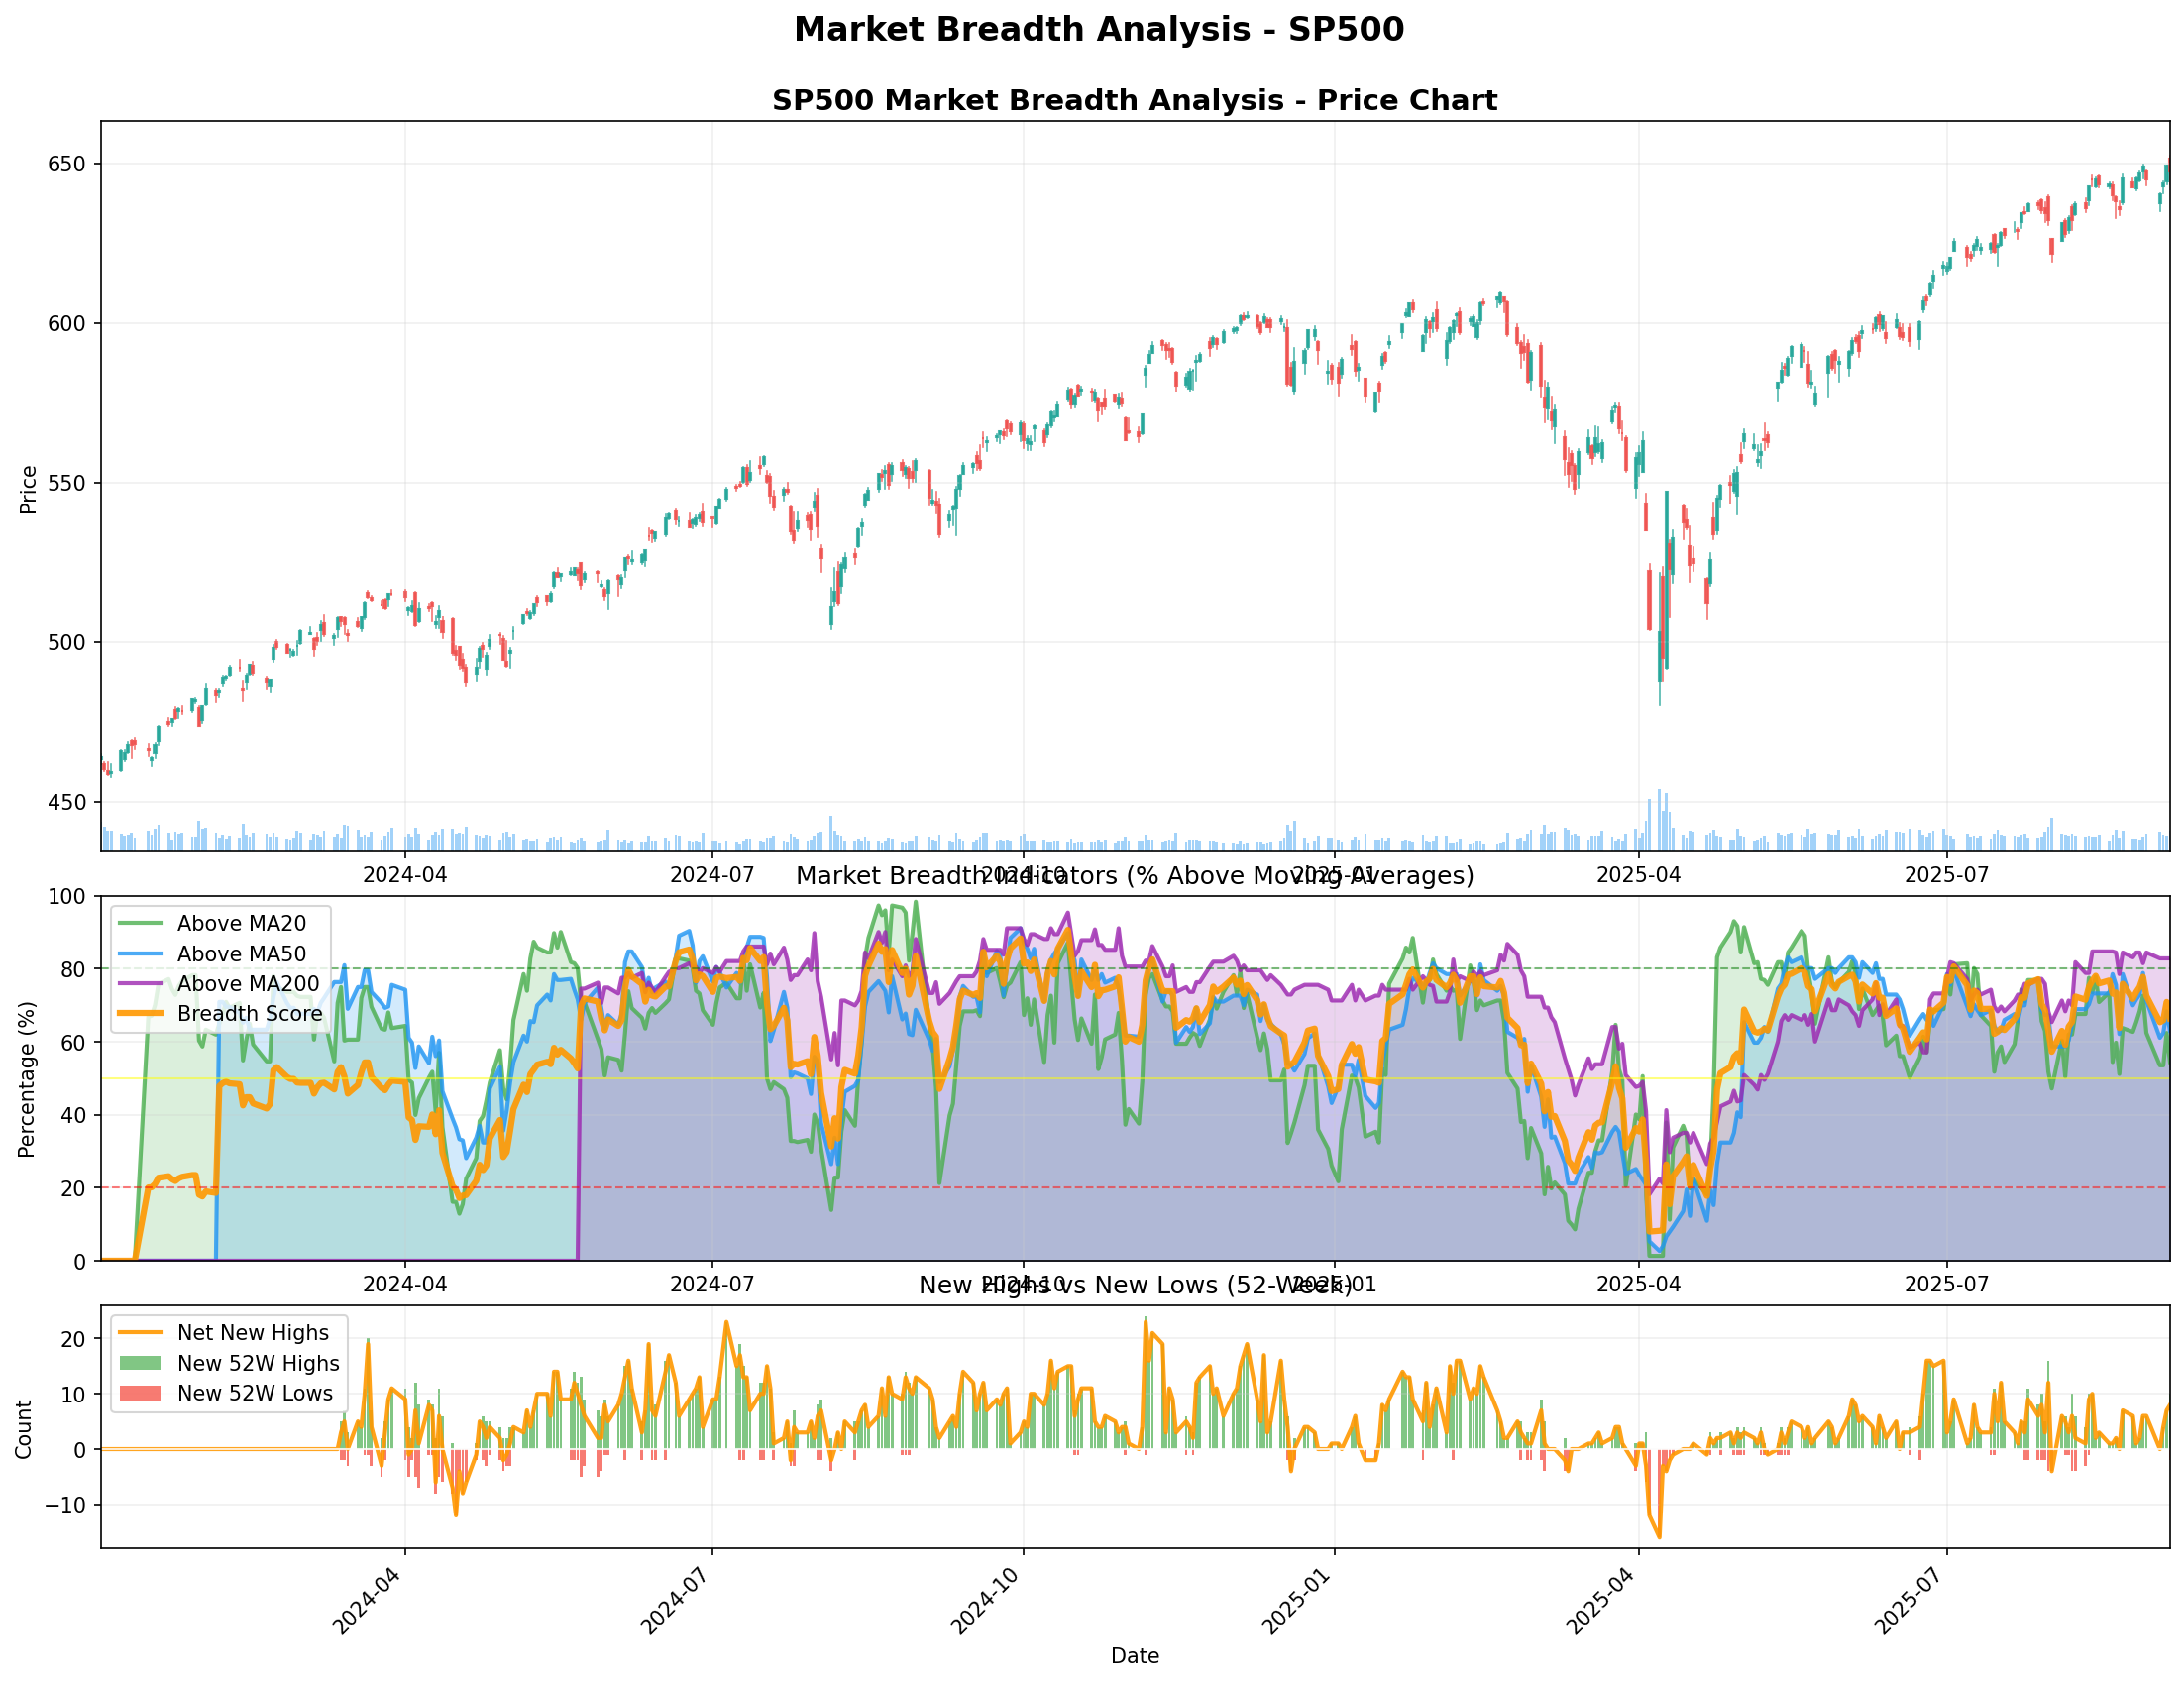 Market Breadth Analysis - SP500
SP500 Market Breadth Analysis - Price Chart
650
600
550
500
450
Price
2024-04
2024-07
2024-10
2025-01
2025-04
2025-07
Market Breadth Indicators (% Above Moving Averages)
100
80
60
40
20
0
Percentage (%)
Above MA20
Above MA50
Above MA200
Breadth Score
2024-04
2024-07
2024-10
2025-01
2025-04
2025-07
New Highs vs New Lows (52-Week)
20
10
0
−10
Count
Net New Highs
New 52W Highs
New 52W Lows
2024-04
2024-07
2024-10
2025-01
2025-04
2025-07
Date